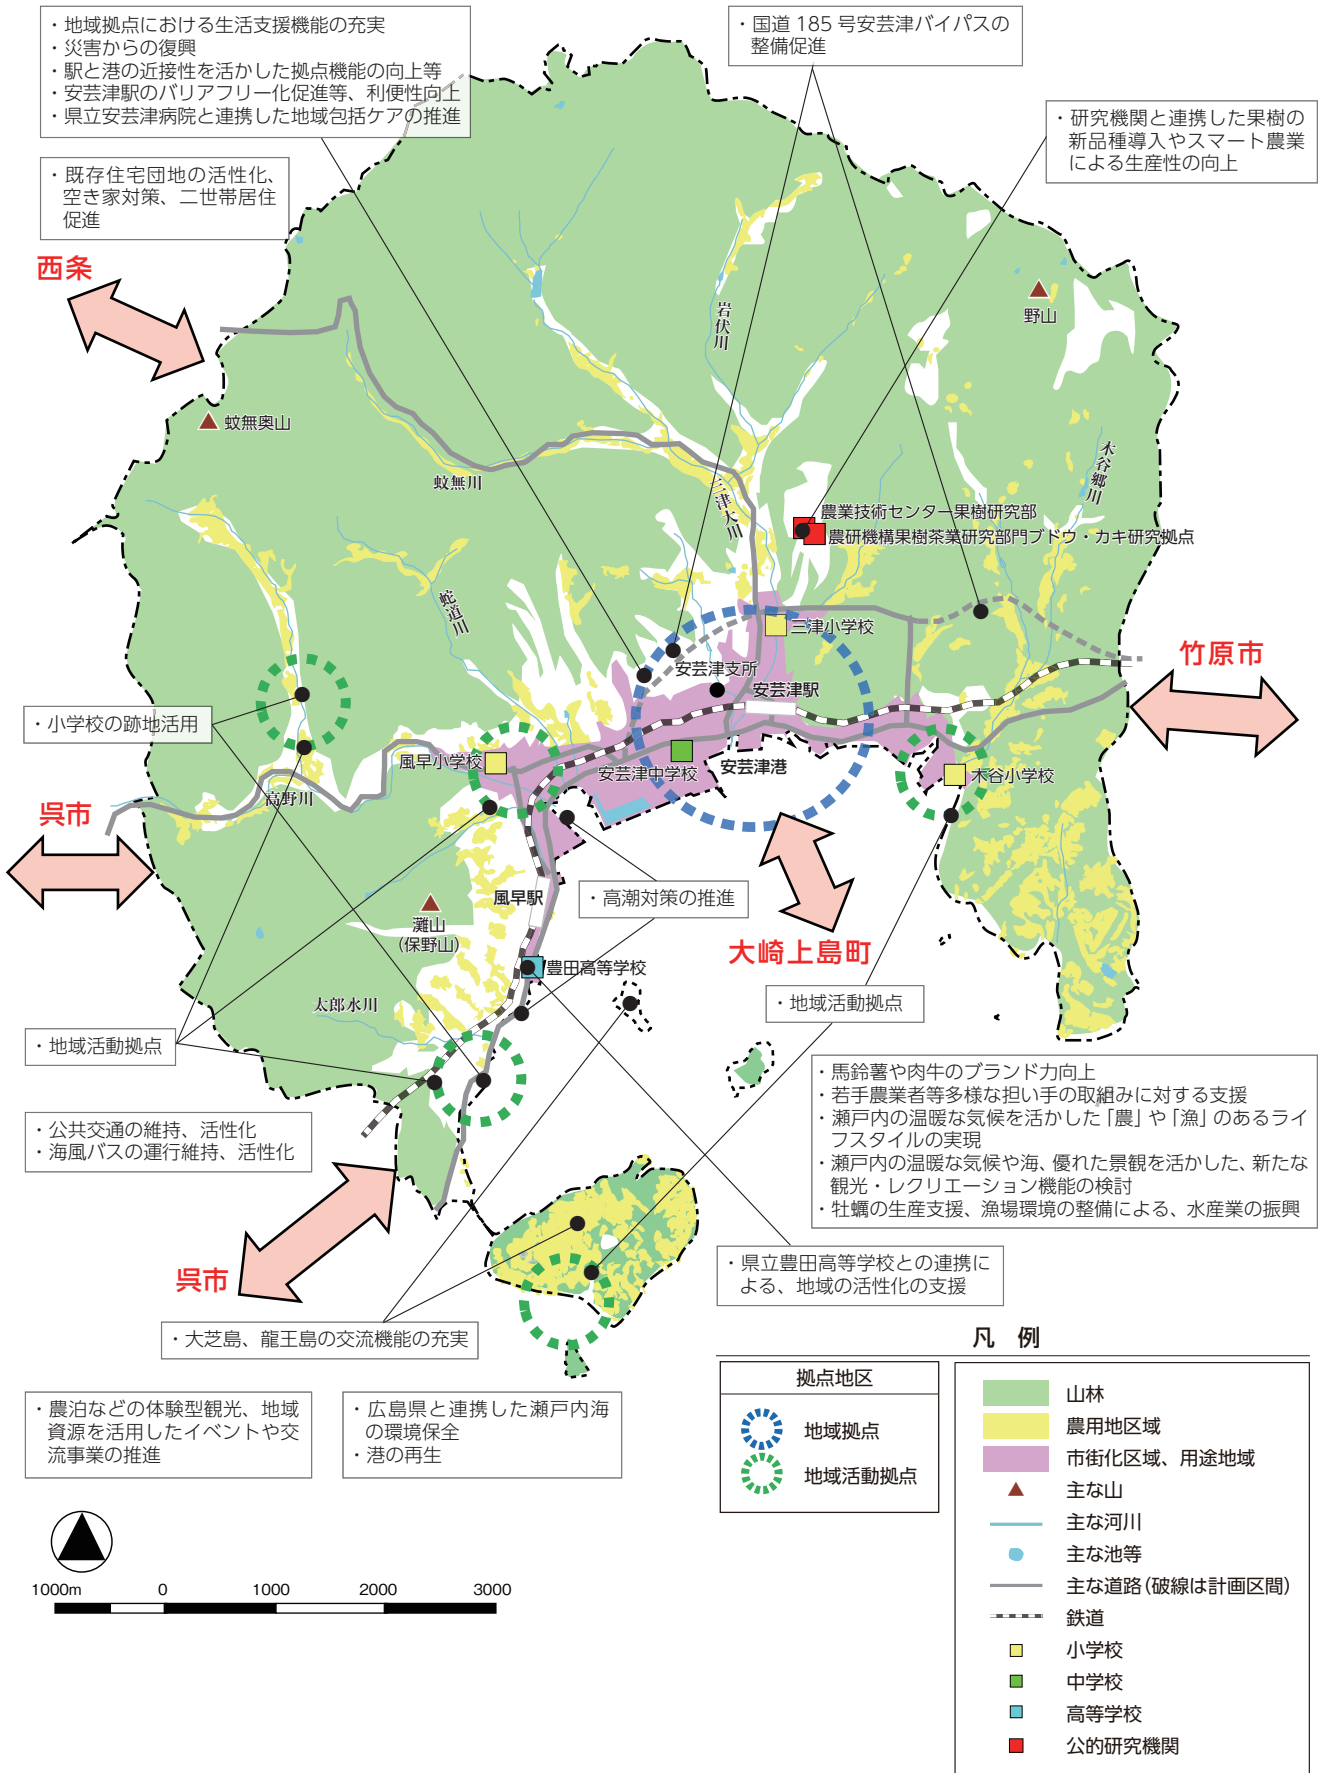 ・地域拠点における生活支援機能の充実
・災害からの復興
・駅と港の近接性を活かした拠点機能の向上等
・安芸津駅のバリアフリー化促進等、利便性向上
・県立安芸津病院と連携した地域包括ケアの推進
・国道185号安芸津バイパスの
整備促進
・研究機関と連携した果樹の
新品種導入やスマート農業
による生産性の向上
・既存住宅団地の活性化、
空き家対策、二世帯居住
促進
西条
野山
岩伏川
蚊無奥山
蚊無川
三津大川
木谷郷川
農業技術センター果樹研究部
農研機構果樹茶業研究部門ブドウ・カキ研究拠点
蛇道川
三津小学校
安芸津支所
安芸津駅
竹原市
・小学校の跡地活用
風早小学校
安芸津中学校
安芸津港
木谷小学校
高野川
呉市
風早駅
・高潮対策の推進
灘山
(保野山)
大崎上島町
豊田高等学校
太郎水川
・地域活動拠点
・地域活動拠点
・馬鈴薯や肉牛のブランド力向上
・若手農業者等多様な担い手の取組みに対する支援
・瀬戸内の温暖な気候を活かした「農」や「漁」のあるライ
フスタイルの実現
・瀬戸内の温暖な気候や海、優れた景観を活かした、新たな
観光・レクリエーション機能の検討
・牡蠣の生産支援、漁場環境の整備による、水産業の振興
・公共交通の維持、活性化
・海風バスの運行維持、活性化
呉市
・県立豊田高等学校との連携に
よる、地域の活性化の支援
・大芝島、龍王島の交流機能の充実
・農泊などの体験型観光、地域
資源を活用したイベントや交
流事業の推進
・広島県と連携した瀬戸内海
の環境保全
・港の再生
凡 例
拠点地区
地域拠点
地域活動拠点
山林
農用地区域
市街化区域、用途地域
主な山
主な河川
主な池等
主な道路(破線は計画区間)
鉄道
小学校
中学校
高等学校
公的研究機関
1000m 0 1000 2000 3000